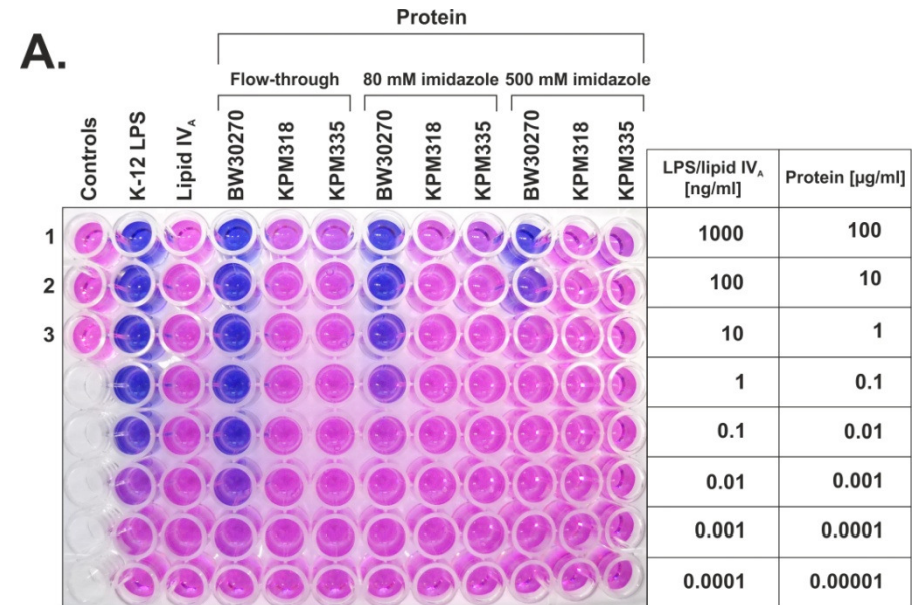 A.
Protein
Flow-through 80 mM imidazole 500 mM imidazole
Controls
K-12 LPS
Lipid IVA
BW30270
KPM318
KPM335
BW30270
KPM318
KPM335
BW30270
KPM318
KPM335
LPS/lipid IVA [ng/ml] Protein [µg/ml]
1 1000 100
2 100 10
3 10 1
1 0.1
0.1 0.01
0.01 0.001
0.001 0.0001
0.0001 0.00001